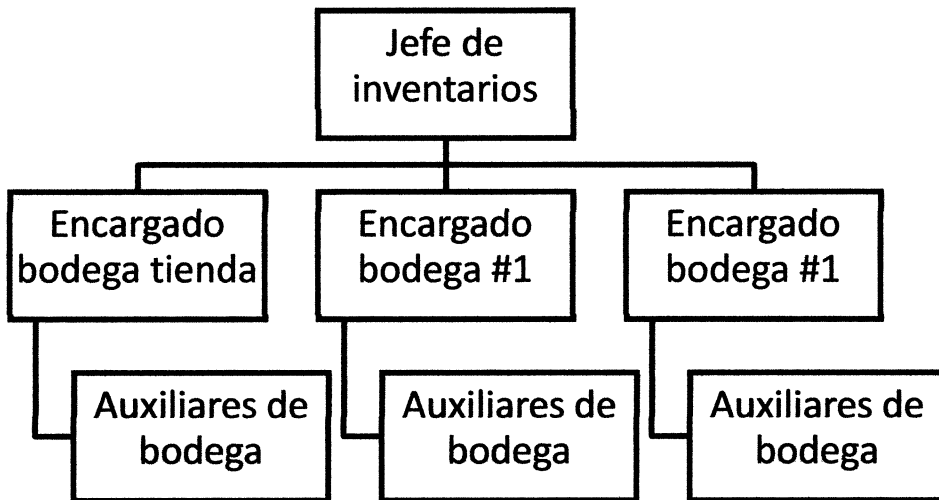 Jefe de
inventarios
Encargado
bodega tienda
Encargado
bodega #1
Encargado
bodega #1
Auxiliares de
bodega
Auxiliares de
bodega
Auxiliares de
bodega